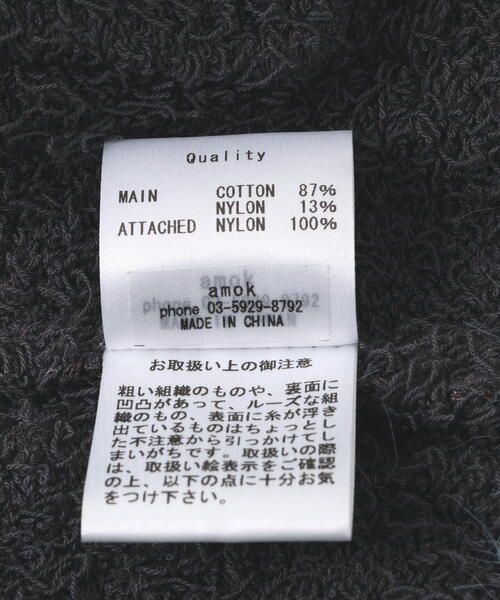 Quality
MAIN COTTON 87%
NYLON 13%
ATTACHED NYLON 100%
amok
phone 03-5929-8792
MADE IN CHINA
お取扱い上の御注意
粗い組織のものや、裏面に
凹凸があって、ルーズな組
織のもの、表面に糸が浮き
出ているものはちょっとし
た不注意から引っかけてし
まいがちです。取扱いの際
は、取扱い絵表示をご確認
の上、以下の点に十分お気
をつけ下さい。